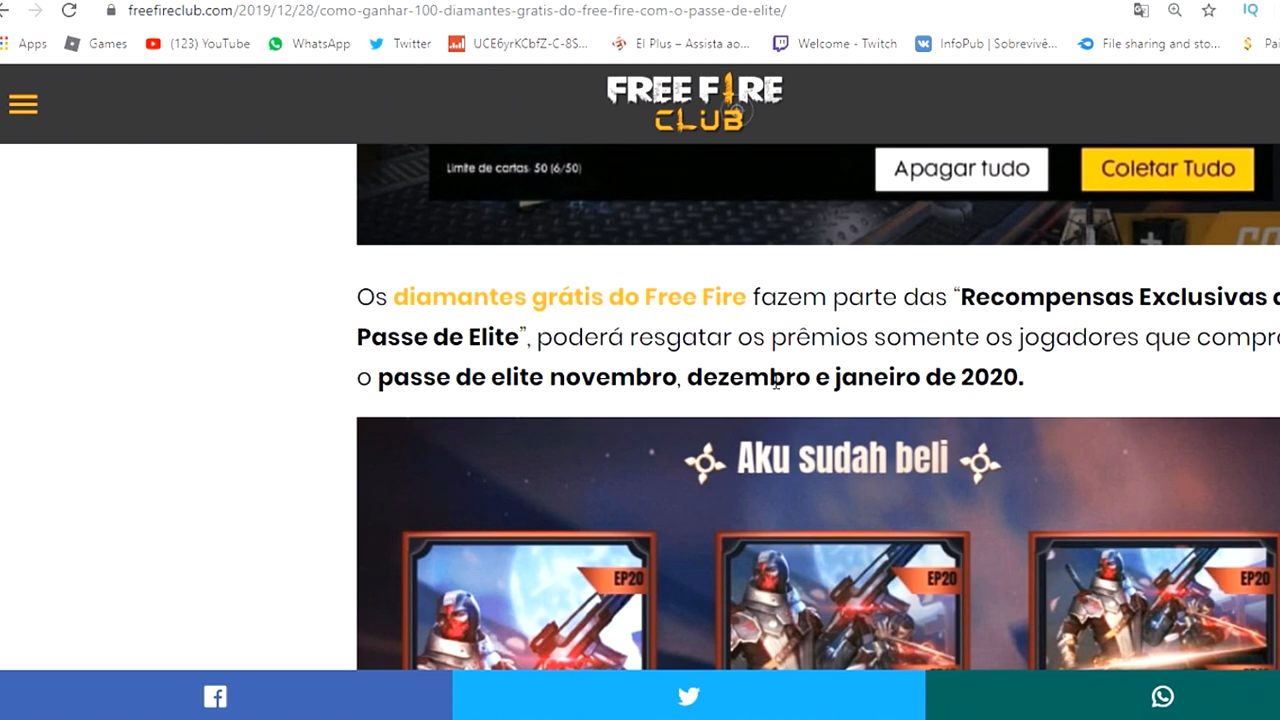 freefireclub.com/2019/12/28/como-ganhar-100-diamantes-gratis-do-free-fire-com-o-passe-de-elite/
IQ
Apps Games (123) YouTube WhatsApp Twitter UCE6yrKCbfZ-C-8S... El Plus – Assista ao... Welcome - Twitch InfoPub | Sobrevivê... File sharing and sto...
FREE FIRE
CLUB
Limite de cartas: 50 (6/50)
Apagar tudo
Coletar Tudo
Os diamantes grátis do Free Fire fazem parte das “Recompensas Exclusivas
Passe de Elite”, poderá resgatar os prêmios somente os jogadores que compr
o passe de elite novembro, dezembro e janeiro de 2020.
Aku sudah beli
EP20 EP20 EP20